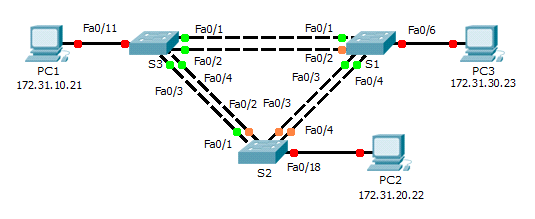 Fa0/11
Fa0/1
Fa0/1
Fa0/6
PC1
172.31.10.21
S3
Fa0/2
Fa0/2
S1
PC3
172.31.30.23
Fa0/3
Fa0/4
Fa0/3
Fa0/4
Fa0/2
Fa0/3
Fa0/1
Fa0/4
S2
Fa0/18
PC2
172.31.20.22